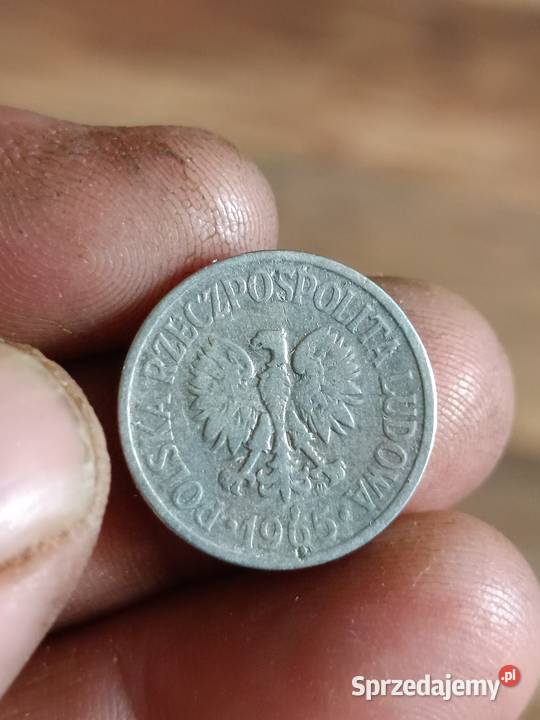 POLSKA RZECZPOSPOLITA LUDOWA
·1965·
Sprzedajemy.pl